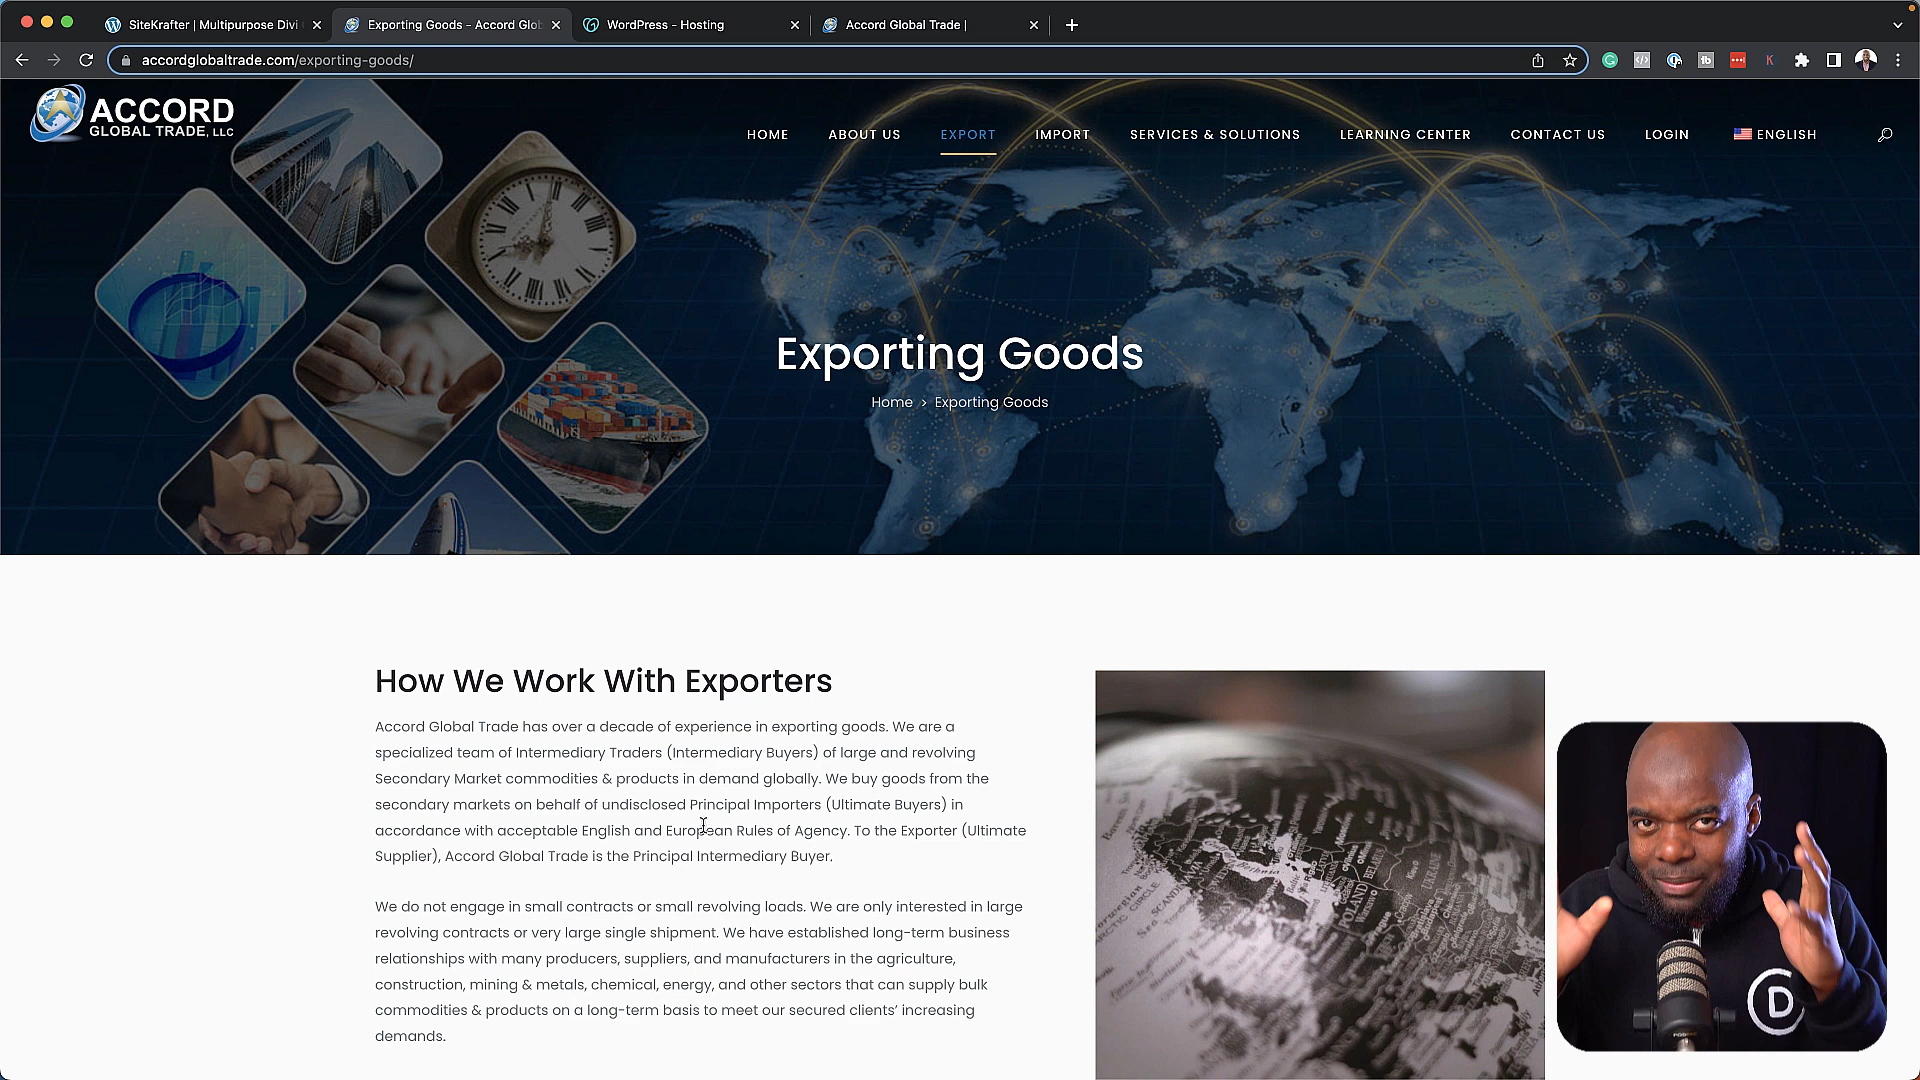 SiteKrafter | Multipurpose Divi
Exporting Goods - Accord Glob
WordPress - Hosting
Accord Global Trade |
accordglobaltrade.com/exporting-goods/
ACCORD
GLOBAL TRADE, LLC
HOME
ABOUT US
EXPORT
IMPORT
SERVICES & SOLUTIONS
LEARNING CENTER
CONTACT US
LOGIN
ENGLISH
Exporting Goods
Home > Exporting Goods
How We Work With Exporters
Accord Global Trade has over a decade of experience in exporting goods. We are a
specialized team of Intermediary Traders (Intermediary Buyers) of large and revolving
Secondary Market commodities & products in demand globally. We buy goods from the
secondary markets on behalf of undisclosed Principal Importers (Ultimate Buyers) in
accordance with acceptable English and European Rules of Agency. To the Exporter (Ultimate
Supplier), Accord Global Trade is the Principal Intermediary Buyer.
We do not engage in small contracts or small revolving loads. We are only interested in large
revolving contracts or very large single shipment. We have established long-term business
relationships with many producers, suppliers, and manufacturers in the agriculture,
construction, mining & metals, chemical, energy, and other sectors that can supply bulk
commodities & products on a long-term basis to meet our secured clients’ increasing
demands.
POLAND
Warsaw
UKRAINE
D